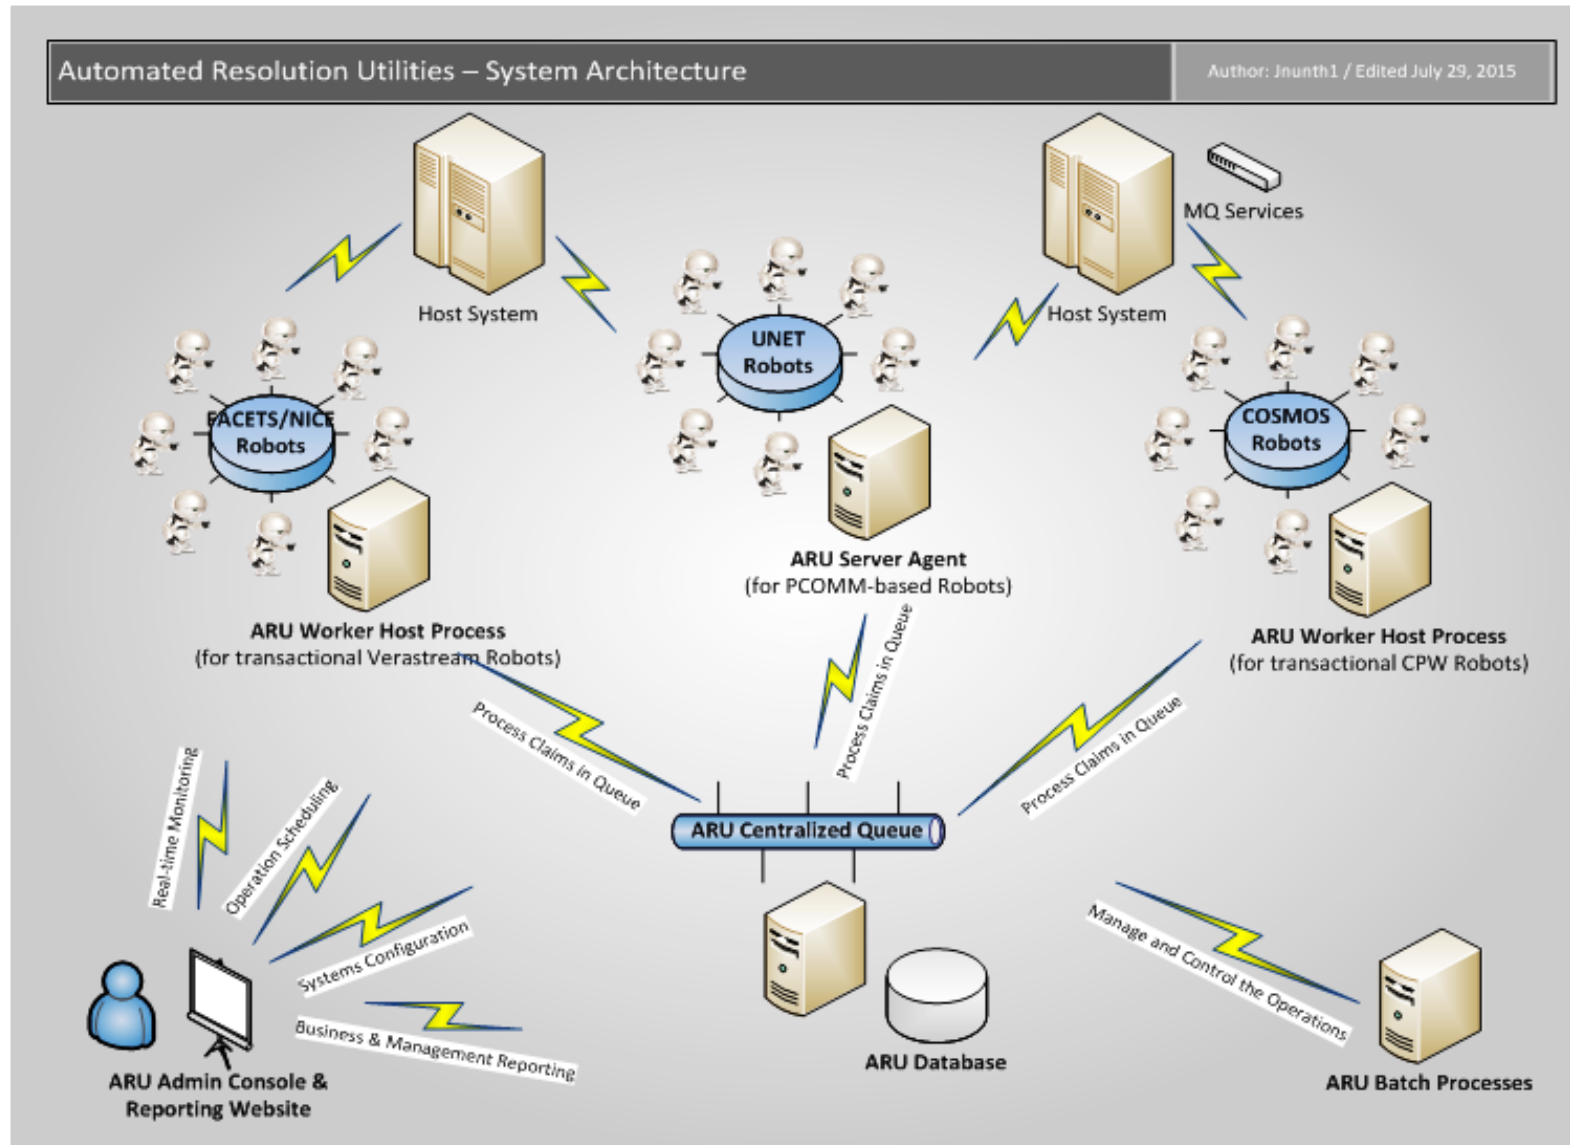 Automated Resolution Utilities – System Architecture
Author: Jnunth1 / Edited July 29, 2015
Host System
MQ Services
Host System
UNET
Robots
FACETS/NICE
Robots
COSMOS
Robots
ARU Server Agent
(for PCOMM-based Robots)
ARU Worker Host Process
(for transactional Verastream Robots)
ARU Worker Host Process
(for transactional CPW Robots)
Process Claims in Queue
Process Claims in Queue
Process Claims in Queue
Real-time Monitoring
Operation Scheduling
Systems Configuration
Business & Management Reporting
ARU Centralized Queue
Manage and Control the Operations
ARU Database
ARU Admin Console &
Reporting Website
ARU Batch Processes